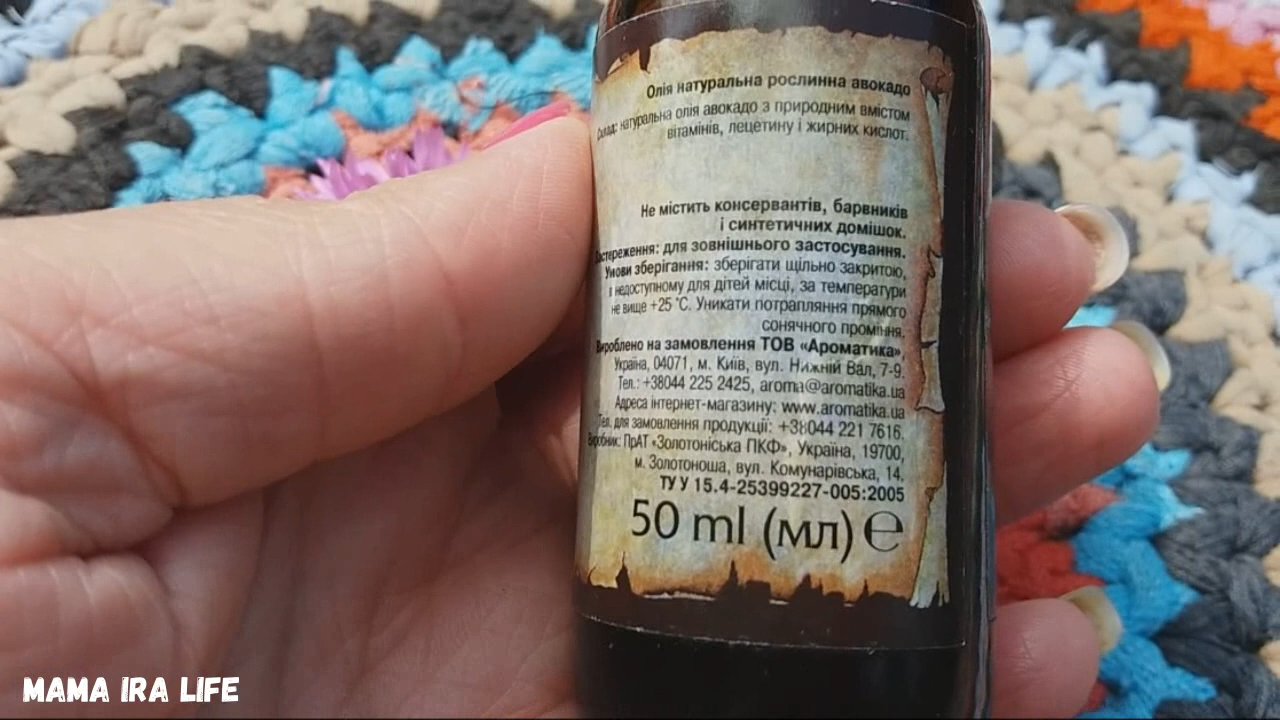 Олія натуральна рослинна авокадо
Склад: натуральна олія авокадо з природним вмістом
вітамінів, лецетину і жирних кислот.
Не містить консервантів, барвників
і синтетичних домішок.
Застереження: для зовнішнього застосування.
Умови зберігання: зберігати щільно закритою,
в недоступному для дітей місці, за температури
не вище +25 °С. Уникати потрапляння прямого
сонячного проміння.
Вироблено на замовлення ТОВ «Ароматика»,
Україна, 04071, м. Київ, вул. Нижній Вал, 7-9.
Тел.: +38044 225 2425, aroma@aromatika.ua
Адреса інтернет-магазину: www.aromatika.ua
Тел. для замовлення продукції: +38044 221 7616.
Виробник: ПрАТ «Золотоніська ПКФ», Україна, 19700,
м. Золотоноша, вул. Комунарівська, 14.
ТУ У 15.4-25399227-005:2005
50 ml (мл) ℮
MAMA IRA LIFE